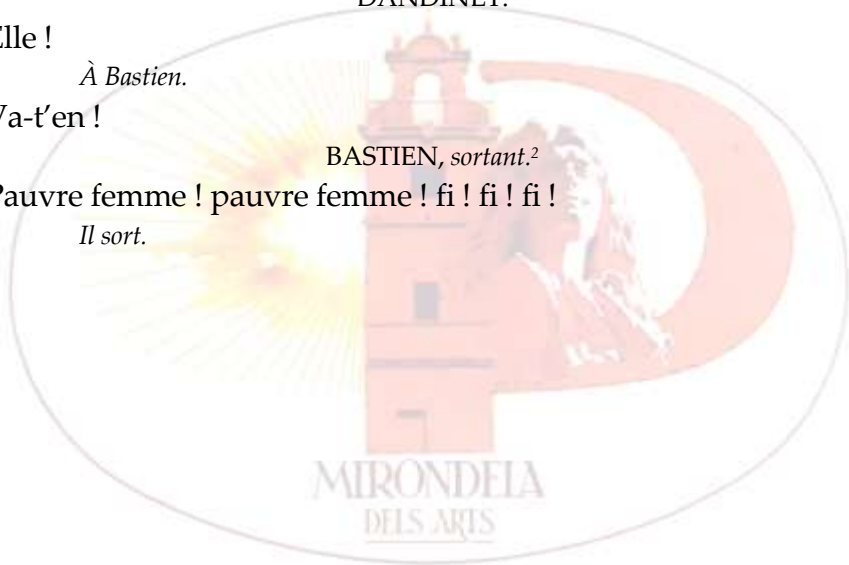 DANDINET.
Elle !
À Bastien.
Va-t'en !
BASTIEN, sortant.²
Pauvre femme ! pauvre femme ! fi ! fi ! fi !
Il sort.
MIRONDELA
DELS ARTS